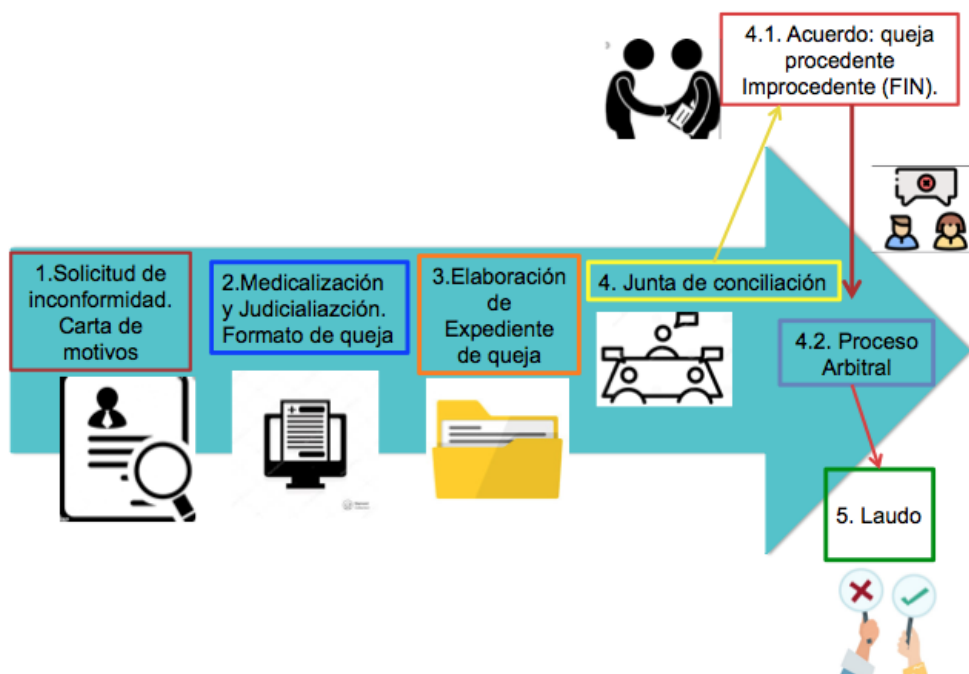 4.1. Acuerdo: queja
procedente
Improcedente (FIN).
1.Solicitud de
inconformidad.
Carta de
motivos
2.Medicalización
y Judicialiazción.
Formato de queja
3.Elaboración
de
Expediente
de queja
4. Junta de conciliación
4.2. Proceso
Arbitral
5. Laudo